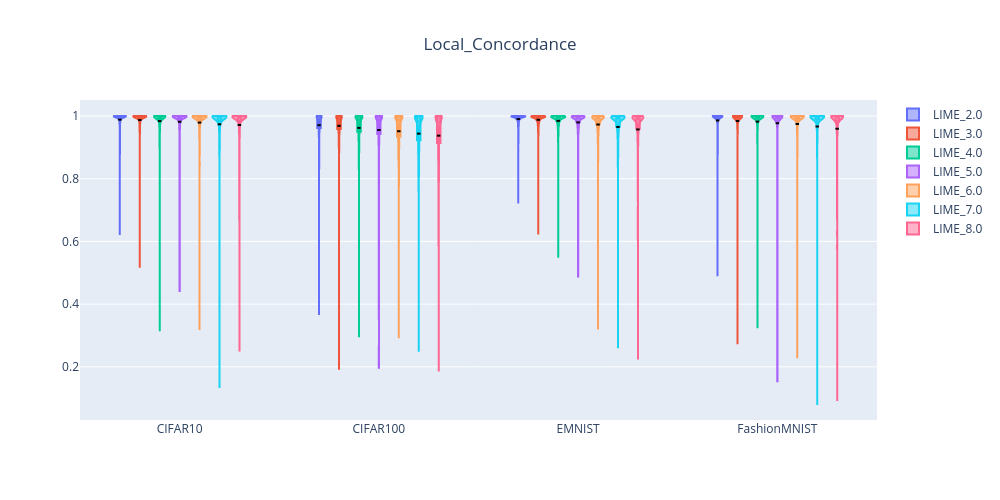 Local_Concordance
1
0.8
0.6
0.4
0.2
CIFAR10
CIFAR100
EMNIST
FashionMNIST
LIME_2.0
LIME_3.0
LIME_4.0
LIME_5.0
LIME_6.0
LIME_7.0
LIME_8.0